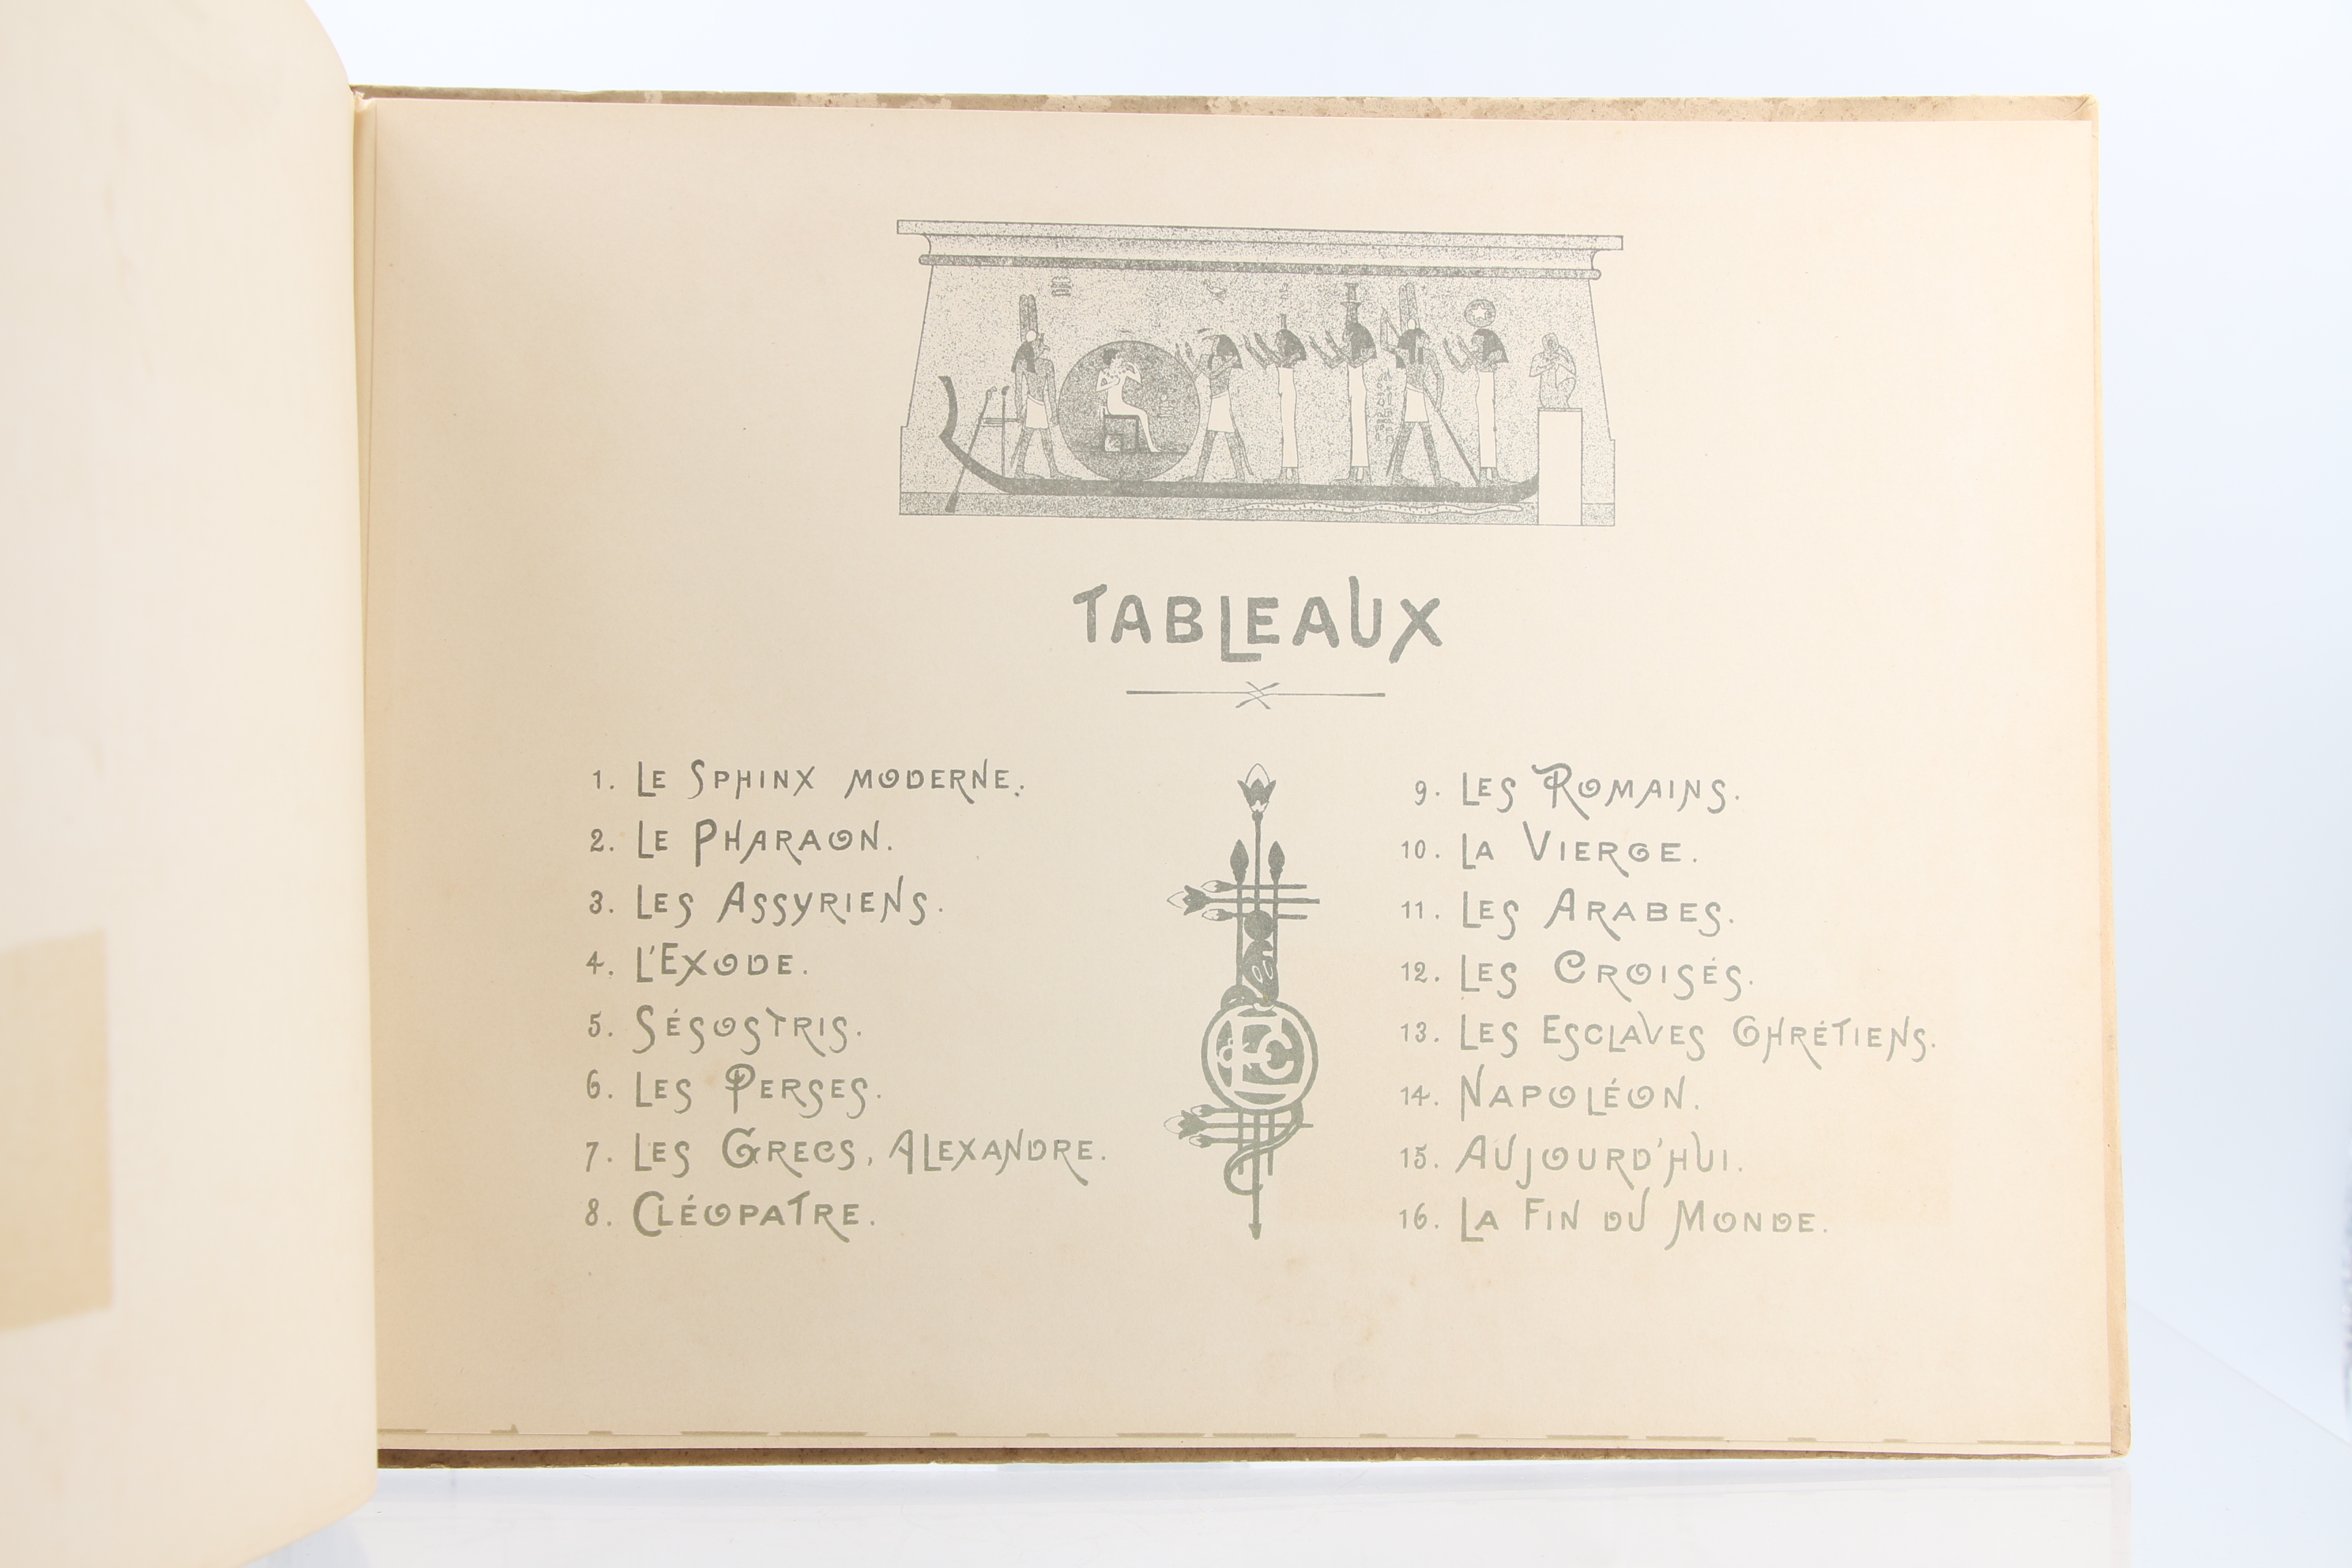 TABLEAUX
1. LE SPHINX MODERNE.
2. LE PHARAON.
3. LES ASSYRIENS.
4. L'EXODE.
5. SÉSOSTRIS.
6. LES PERSES.
7. LES GRECS, ALEXANDRE.
8. CLÉOPATRE.
9. LES ROMAINS.
10. LA VIERGE.
11. LES ARABES.
12. LES CROISÉS.
13. LES ESCLAVES CHRÉTIENS.
14. NAPOLÉON.
15. AUJOURD'HUI.
16. LA FIN DU MONDE.